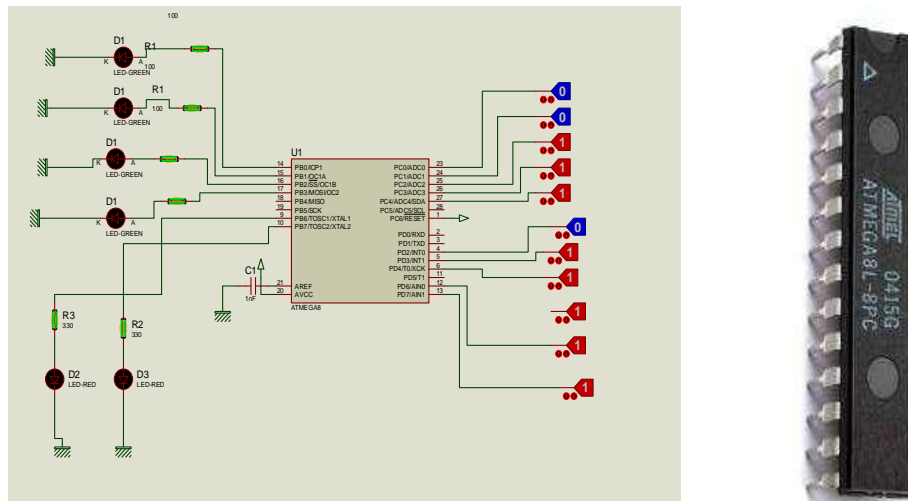 100
D1
R1
100
K
A
LED-GREEN
D1
R1
100
K
A
LED-GREEN
D1
K
A
LED-GREEN
D1
K
A
LED-GREEN
U1
14
15
16
17
18
19
9
10
21
20
PB0/ICP1
PB1/OC1A
PB2/SS/OC1B
PB3/MOSI/OC2
PB4/MISO
PB5/SCK
PB6/TOSC1/XTAL1
PB7/TOSC2/XTAL2
AREF
AVCC
PC0/ADC0
PC1/ADC1
PC2/ADC2
PC3/ADC3
PC4/ADC4/SDA
PC5/ADC5/SCL
PC6/RESET
PD0/RXD
PD1/TXD
PD2/INT0
PD3/INT1
PD4/T0/XCK
PD5/T1
PD6/AIN0
PD7/AIN1
23
24
25
26
27
28
1
2
3
4
5
6
11
12
13
ATMEGA8
C1
1nF
R3
330
R2
330
D2
LED-RED
D3
LED-RED
0
0
1
1
1
0
1
1
1
1
1
ATMEL 0415G
ATMEGA8L-8PC